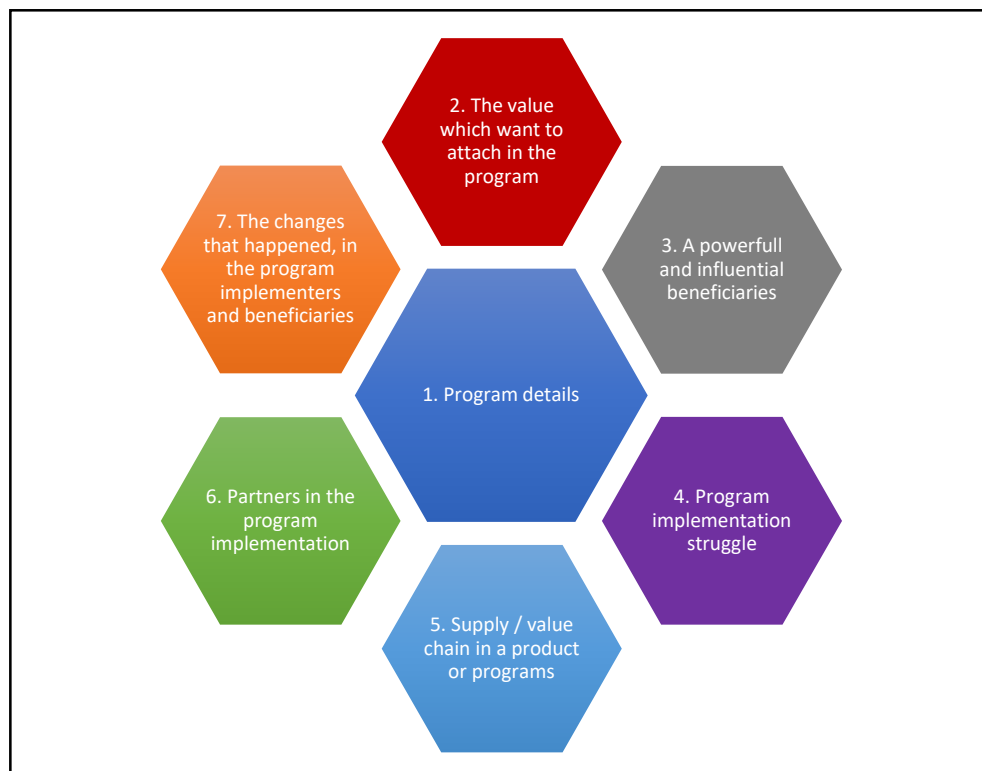 2. The value
which want to
attach in the
program
7. The changes
that happened, in
the program
implementers
and beneficiaries
3. A powerfull
and influential
beneficiaries
1. Program details
6. Partners in the
program
implementation
4. Program
implementation
struggle
5. Supply / value
chain in a product
or programs